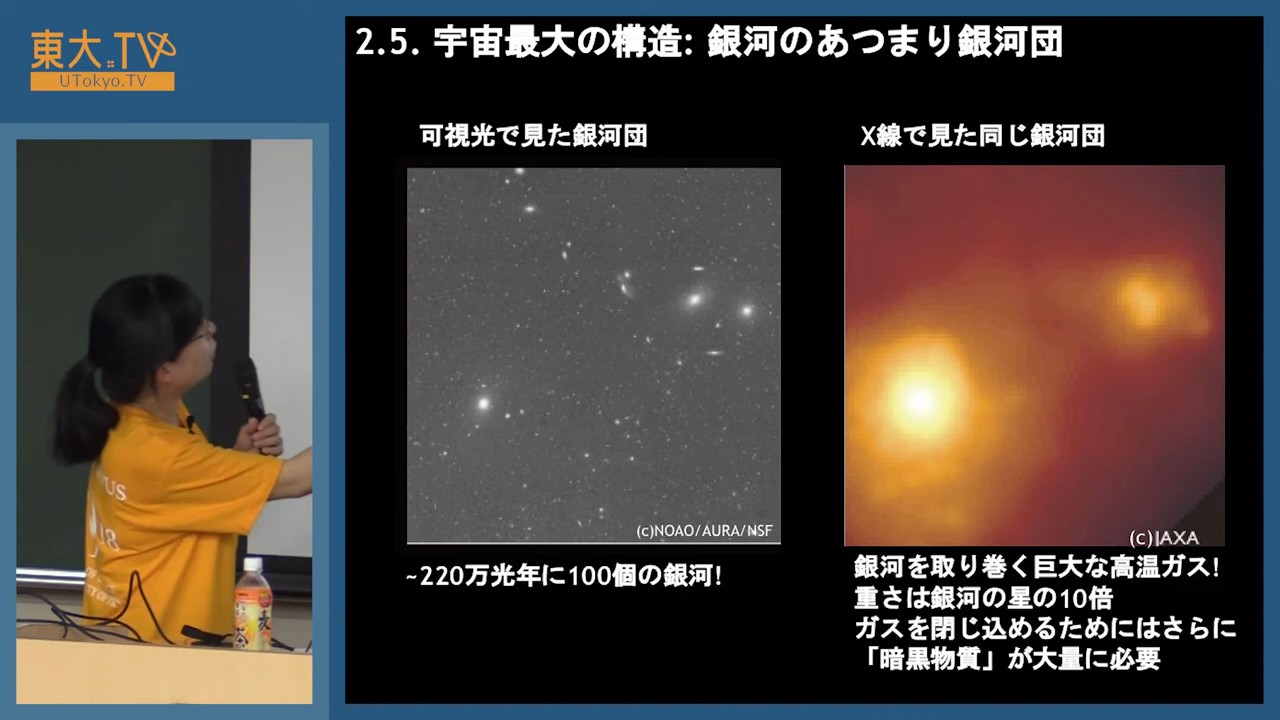 東大.TV
UTokyo.TV
2.5. 宇宙最大の構造: 銀河のあつまり銀河団
可視光で見た銀河団
X線で見た同じ銀河団
(c)NOAO/AURA/NSF
(c)JAXA
~220万光年に100個の銀河!
銀河を取り巻く巨大な高温ガス!
重さは銀河の星の10倍
ガスを閉じ込めるためにはさらに
「暗黒物質」が大量に必要